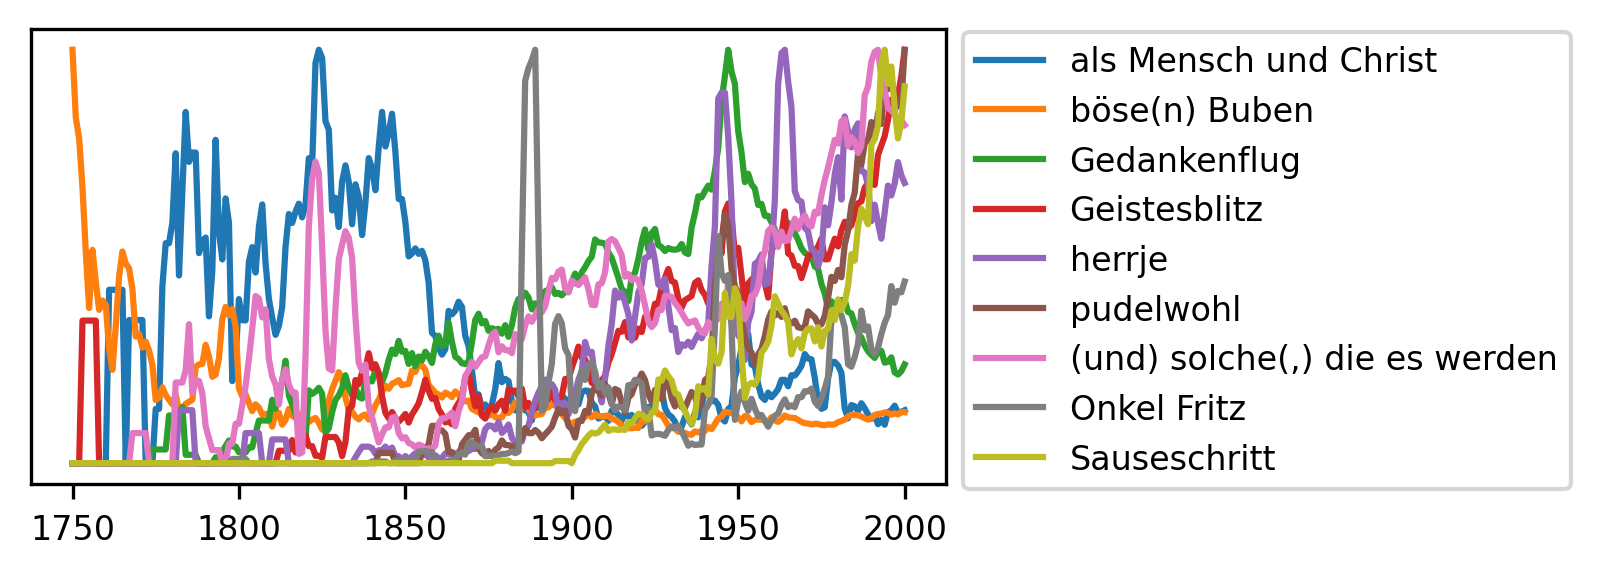 als Mensch und Christ
böse(n) Buben
Gedankenflug
Geistesblitz
herrje
pudelwohl
(und) solche(,) die es werden
Onkel Fritz
Sauseschritt
1750 1800 1850 1900 1950 2000